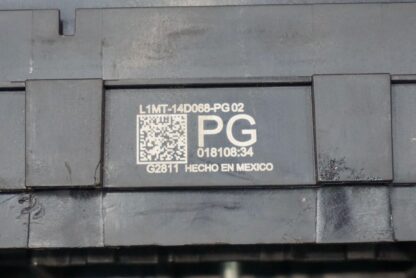 L1MT-14D068-PG 02
PG
018108:34
G2811 HECHO EN MEXICO